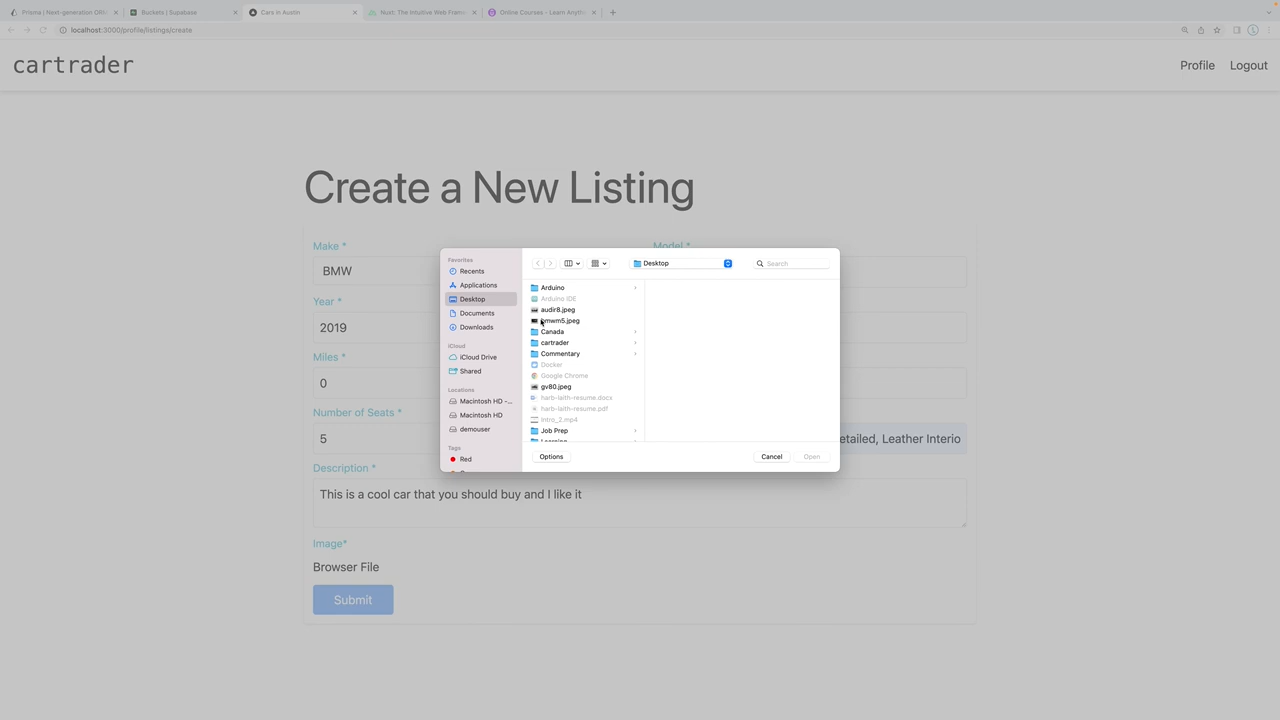 Prisma | Next-generation ORM
Buckets | Supabase
Cars in Austin
Nuxt: The Intuitive Web Fram
Online Courses - Learn Anythi
localhost:3000/profile/listings/create
cartrader
Profile
Logout
Create a New Listing
Make *
Model *
BMW
Year *
2019
Miles *
0
Number of Seats *
5
etailed, Leather Interio
Description *
This is a cool car that you should buy and I like it
Image*
Browser File
Submit
Favorites
Recents
Applications
Desktop
Documents
Downloads
iCloud
iCloud Drive
Shared
Locations
Macintosh HD -...
Macintosh HD
demouser
Tags
Red
Desktop
Search
Arduino
Arduino IDE
audir8.jpeg
bmwm5.jpeg
Canada
cartrader
Commentary
Docker
Google Chrome
gv80.jpeg
harb-laith-resume.docx
harb-laith-resume.pdf
Intro_2.mp4
Job Prep
Learning
Options
Cancel
Open